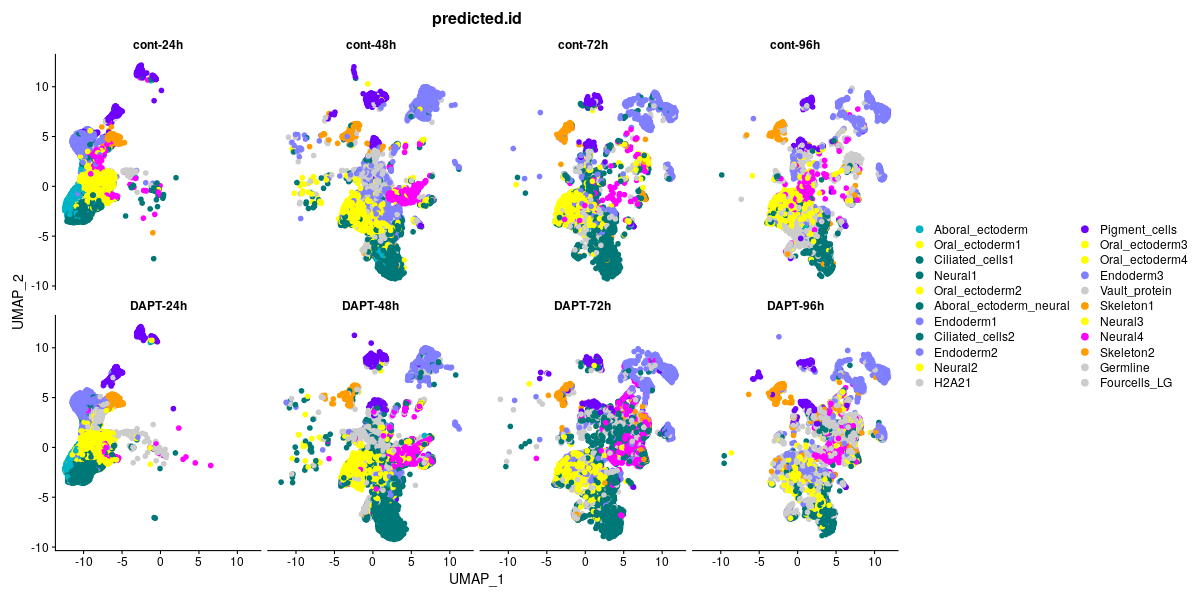 predicted.id
cont-24h
cont-48h
cont-72h
cont-96h
10
5
0
-5
-10
DAPT-24h
DAPT-48h
DAPT-72h
DAPT-96h
10
5
0
-5
-10
UMAP_2
-10 -5 0 5 10
-10 -5 0 5 10
-10 -5 0 5 10
-10 -5 0 5 10
UMAP_1
Aboral_ectoderm
Oral_ectoderm1
Ciliated_cells1
Neural1
Oral_ectoderm2
Aboral_ectoderm_neural
Endoderm1
Ciliated_cells2
Endoderm2
Neural2
H2A21
Pigment_cells
Oral_ectoderm3
Oral_ectoderm4
Endoderm3
Vault_protein
Skeleton1
Neural3
Neural4
Skeleton2
Germline
Fourcells_LG